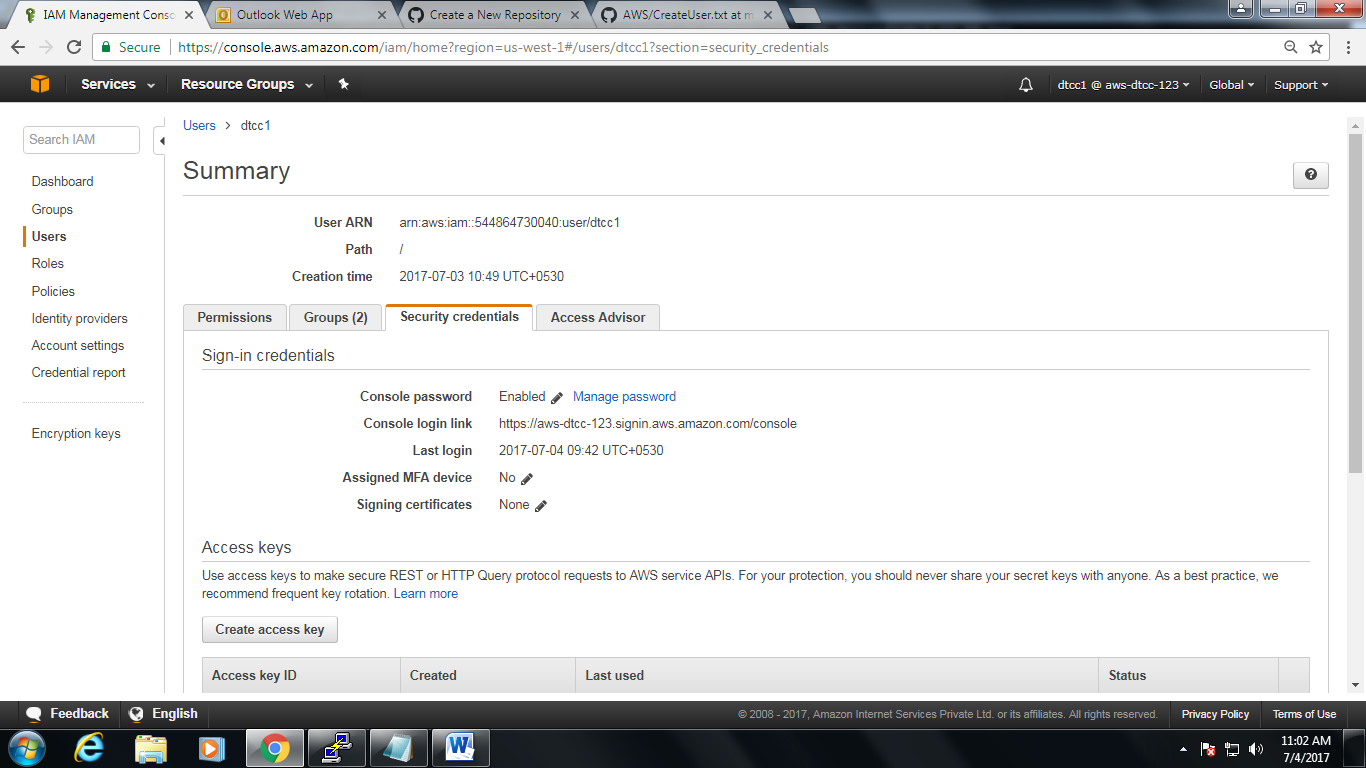 IAM Management Conso
Outlook Web App
Create a New Repository
AWS/CreateUser.txt at m
Secure
https://console.aws.amazon.com/iam/home?region=us-west-1#/users/dtcc1?section=security_credentials
Services
Resource Groups
dtcc1 @ aws-dtcc-123
Global
Support
Search IAM
Dashboard
Groups
Users
Roles
Policies
Identity providers
Account settings
Credential report
Encryption keys
Users > dtcc1
Summary
User ARN arn:aws:iam::544864730040:user/dtcc1
Path /
Creation time 2017-07-03 10:49 UTC+0530
Permissions
Groups (2)
Security credentials
Access Advisor
Sign-in credentials
Console password Enabled Manage password
Console login link https://aws-dtcc-123.signin.aws.amazon.com/console
Last login 2017-07-04 09:42 UTC+0530
Assigned MFA device No
Signing certificates None
Access keys
Use access keys to make secure REST or HTTP Query protocol requests to AWS service APIs. For your protection, you should never share your secret keys with anyone. As a best practice, we
recommend frequent key rotation. Learn more
Create access key
Access key ID
Created
Last used
Status
Feedback
English
© 2008 - 2017, Amazon Internet Services Private Ltd. or its affiliates. All rights reserved.
Privacy Policy
Terms of Use
11:02 AM
7/4/2017